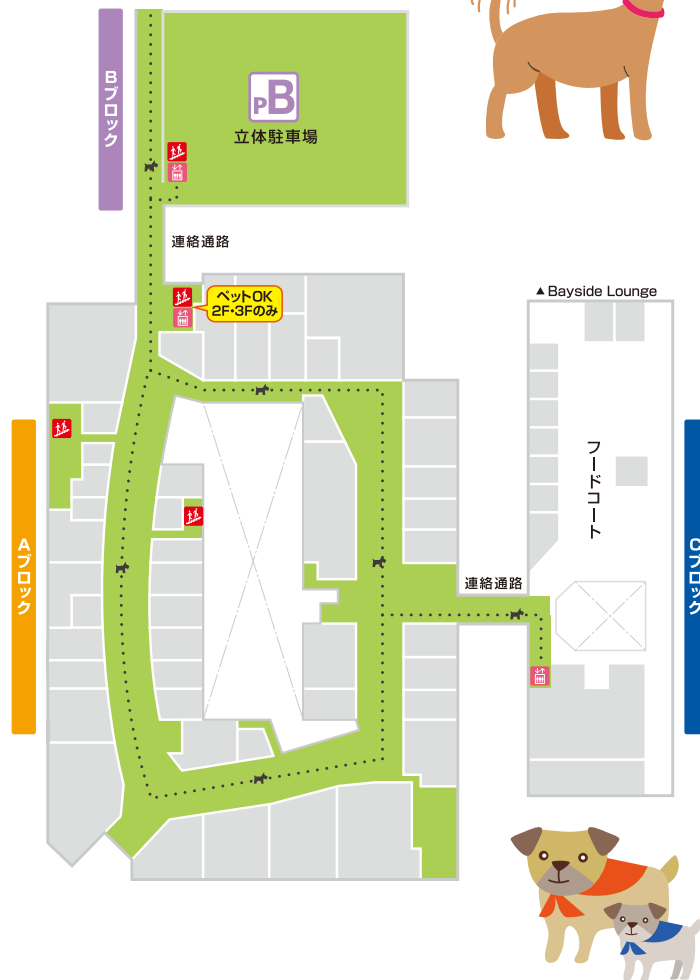 Bブロック
PB
立体駐車場
連絡通路
ペットOK
2F・3Fのみ
▲ Bayside Lounge
フードコート
Aブロック
連絡通路
Cブロック